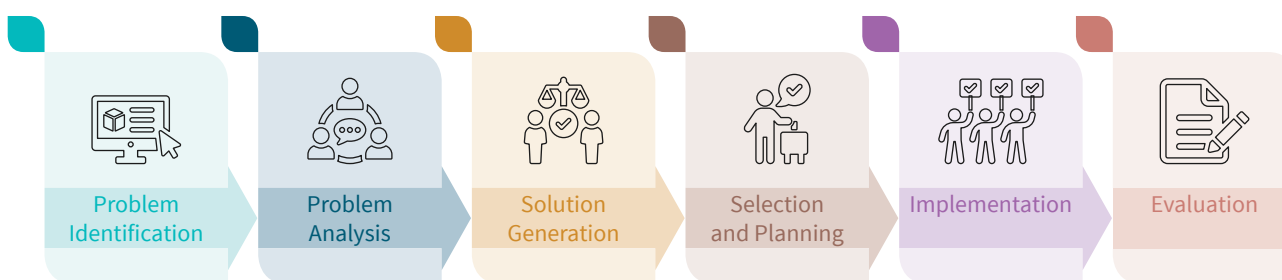 Problem
Identification
Problem
Analysis
Solution
Generation
Selection
and Planning
Implementation
Evaluation